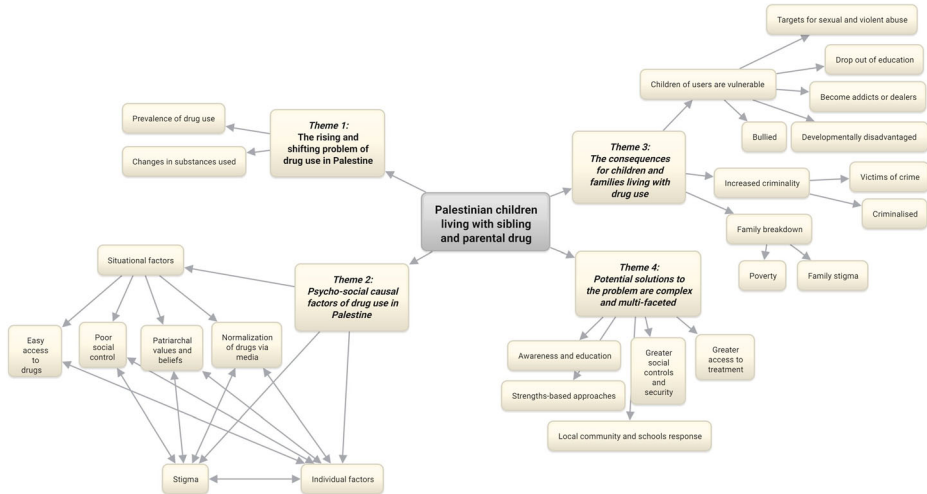 Palestinian children
living with sibling
and parental drug
Theme 1:
The rising and
shifting problem of
drug use in Palestine
Prevalence of drug use
Changes in substances used
Theme 2:
Psycho-social causal
factors of drug use in
Palestine
Situational factors
Easy
access
to
drugs
Poor
social
control
Patriarchal
values and
beliefs
Normalization
of drugs via
media
Stigma
Individual factors
Theme 3:
The consequences
for children and
families living with
drug use
Children of users are vulnerable
Targets for sexual and violent abuse
Drop out of education
Become addicts or dealers
Developmentally disadvantaged
Bullied
Increased criminality
Victims of crime
Criminalised
Family breakdown
Poverty
Family stigma
Theme 4:
Potential solutions to
the problem are complex
and multi-faceted
Awareness and education
Strengths-based approaches
Local community and schools response
Greater
social
controls
and
security
Greater
access to
treatment